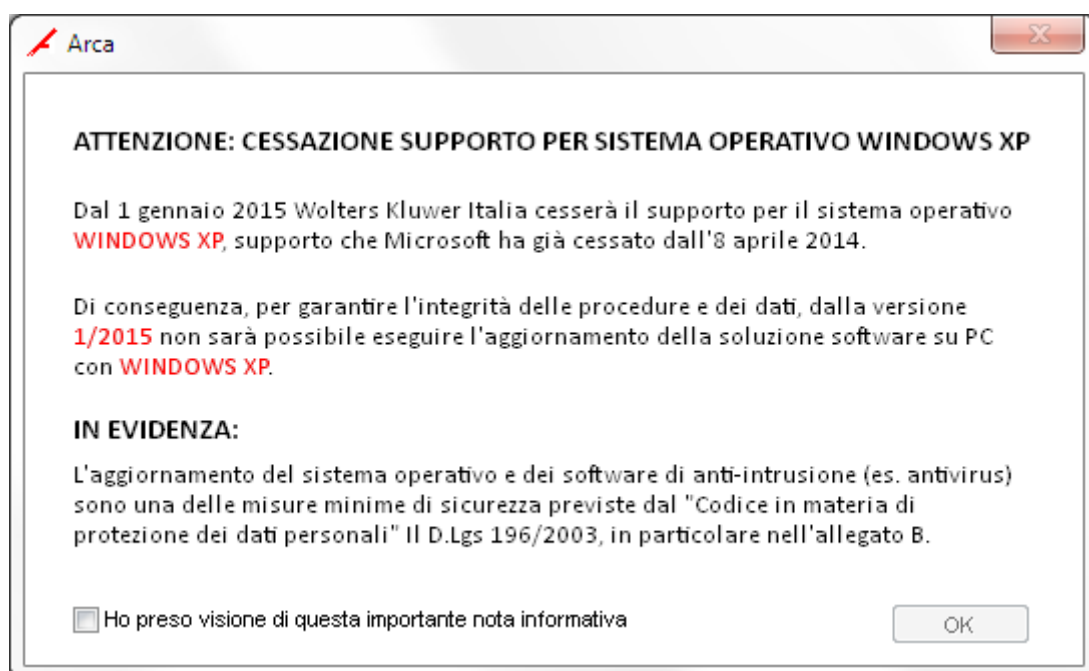 Arca
ATTENZIONE: CESSAZIONE SUPPORTO PER SISTEMA OPERATIVO WINDOWS XP
Dal 1 gennaio 2015 Wolters Kluwer Italia cesserà il supporto per il sistema operativo
WINDOWS XP, supporto che Microsoft ha già cessato dall'8 aprile 2014.
Di conseguenza, per garantire l'integrità delle procedure e dei dati, dalla versione
1/2015 non sarà possibile eseguire l'aggiornamento della soluzione software su PC
con WINDOWS XP.
IN EVIDENZA:
L'aggiornamento del sistema operativo e dei software di anti-intrusione (es. antivirus)
sono una delle misure minime di sicurezza previste dal "Codice in materia di
protezione dei dati personali" Il D.Lgs 196/2003, in particolare nell'allegato B.
Ho preso visione di questa importante nota informativa
OK